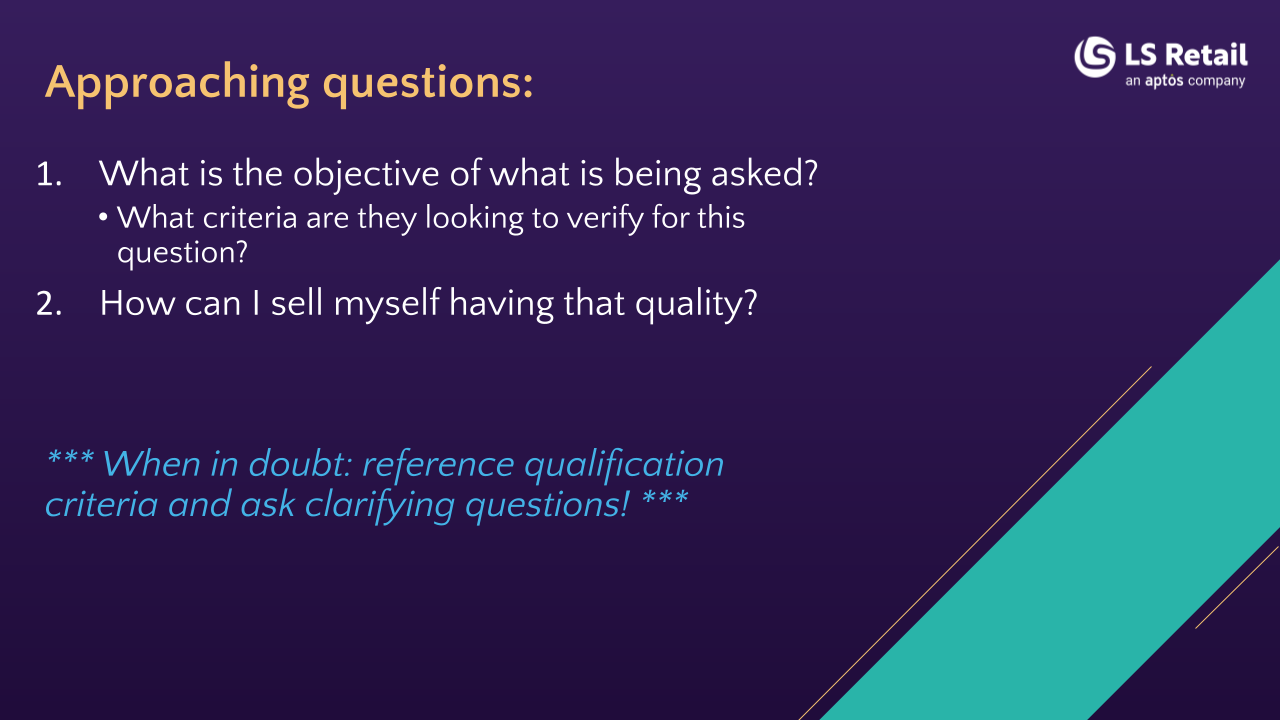 Approaching questions:
LS Retail
an aptos company
1. What is the objective of what is being asked?
• What criteria are they looking to verify for this
question?
2. How can I sell myself having that quality?
*** When in doubt: reference qualification
criteria and ask clarifying questions! ***